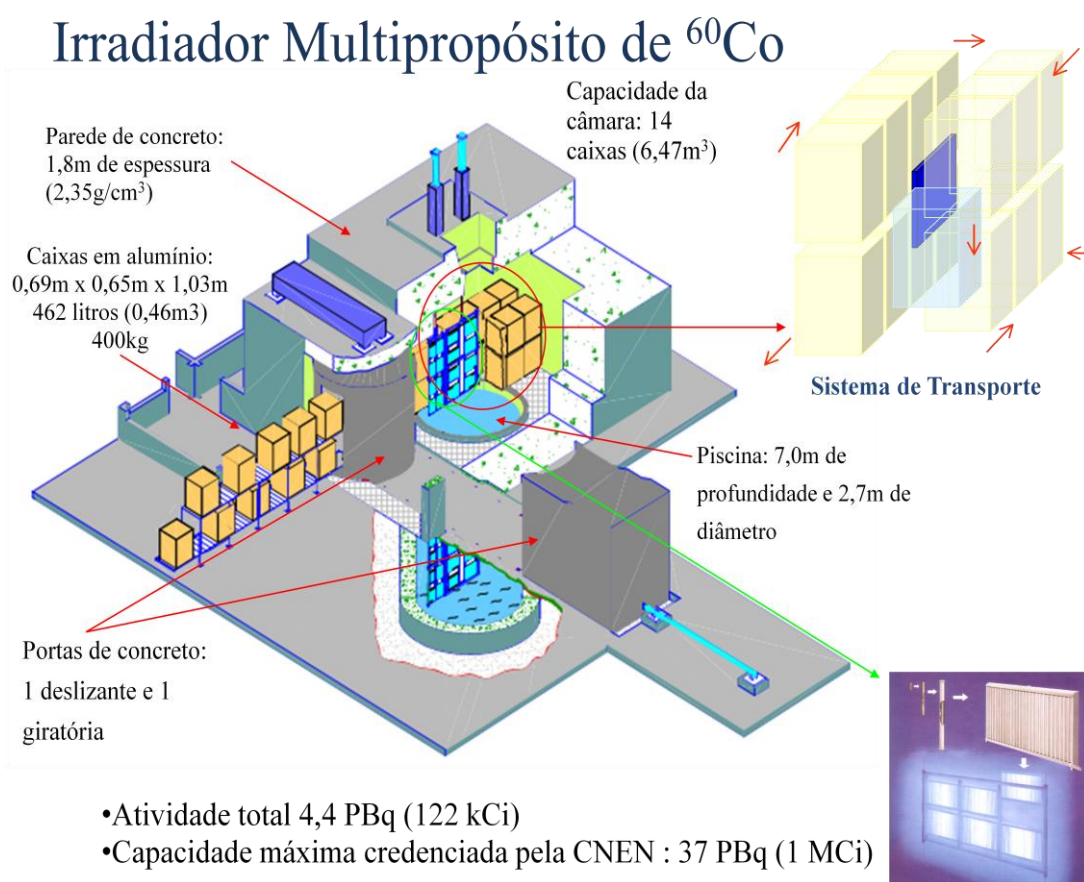 Irradiador Multipropósito de ⁶⁰Co
Capacidade da
câmara: 14
caixas (6,47m³)
Parede de concreto:
1,8m de espessura
(2,35g/cm³)
Caixas em alumínio:
0,69m x 0,65m x 1,03m
462 litros (0,46m3)
400kg
Sistema de Transporte
Piscina: 7,0m de
profundidade e 2,7m de
diâmetro
Portas de concreto:
1 deslizante e 1
giratória
•Atividade total 4,4 PBq (122 kCi)
•Capacidade máxima credenciada pela CNEN : 37 PBq (1 MCi)